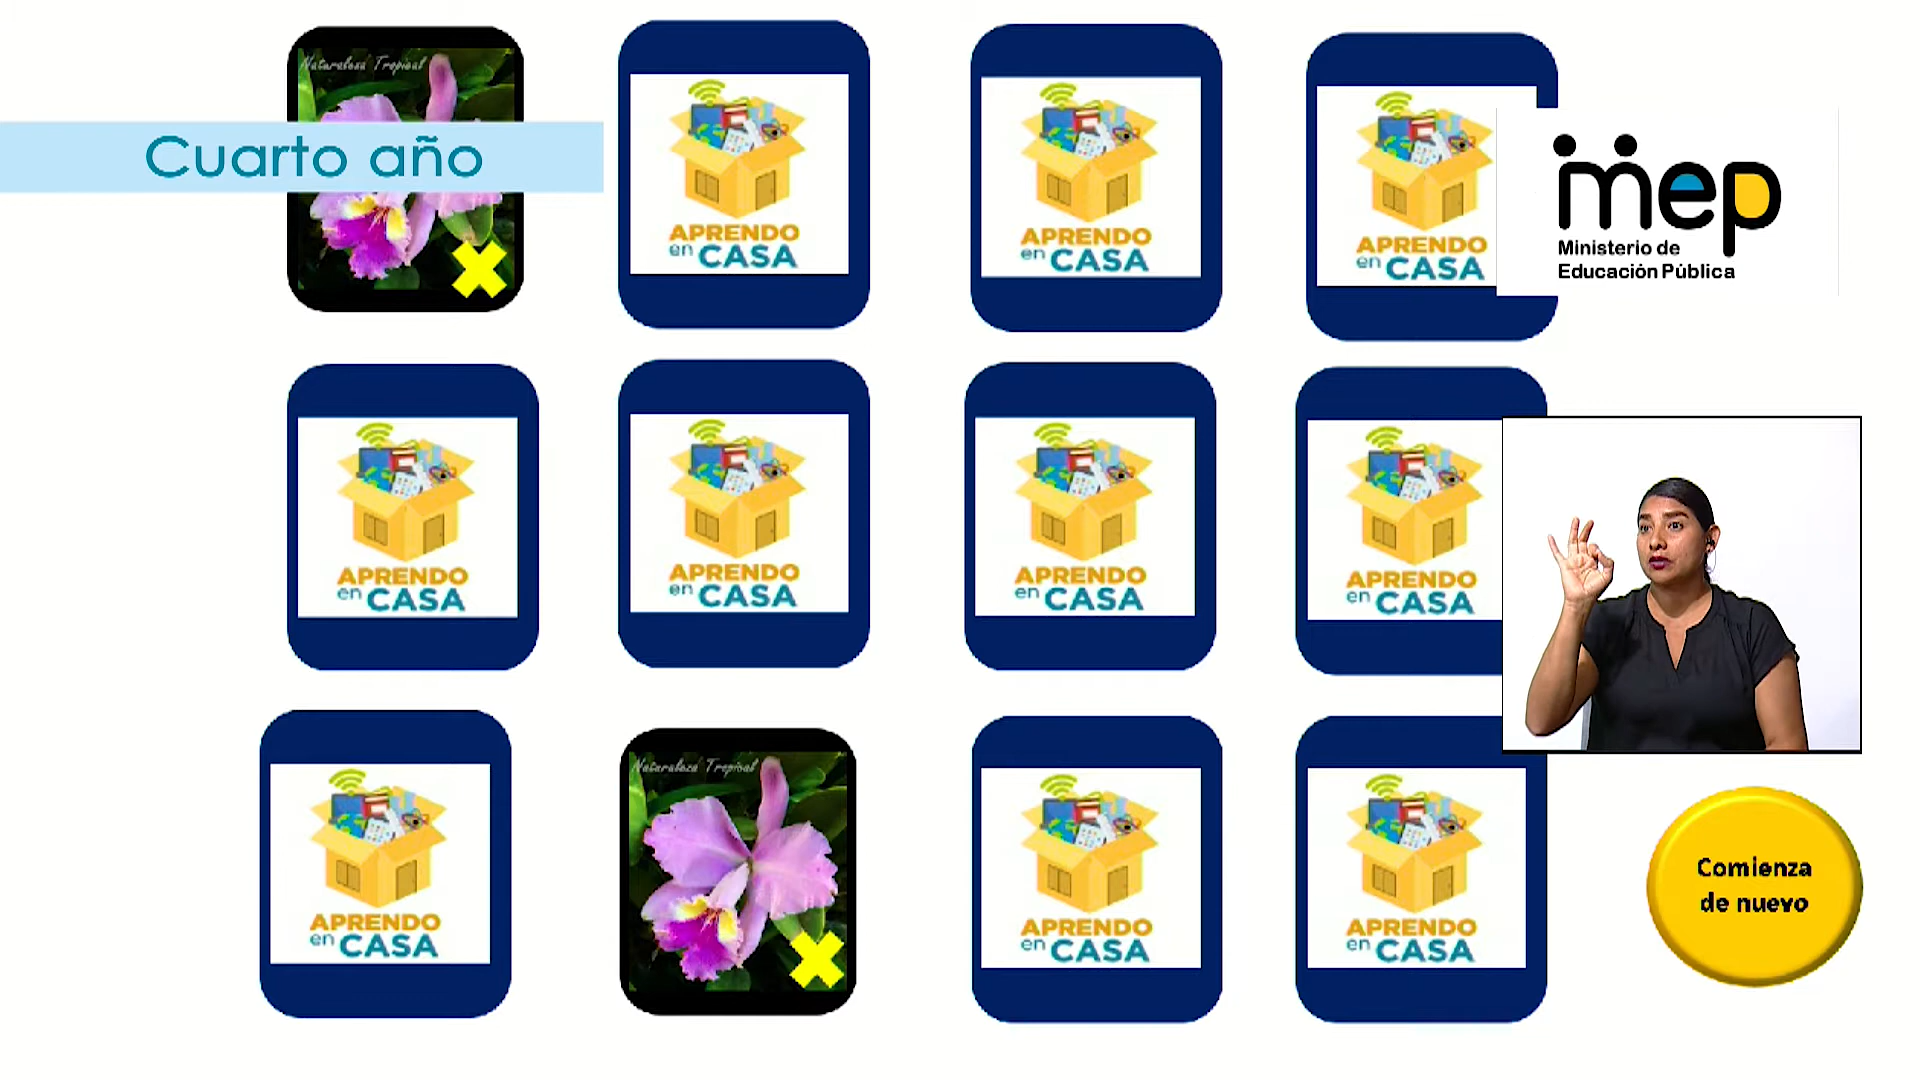 Naturaleza Tropical
Cuarto año
APRENDO
en CASA
APRENDO
en CASA
APRENDO
en CASA
mep
Ministerio de
Educación Pública
APRENDO
en CASA
APRENDO
en CASA
APRENDO
en CASA
APRENDO
en CASA
APRENDO
en CASA
Naturaleza Tropical
APRENDO
en CASA
APRENDO
en CASA
Comienza
de nuevo